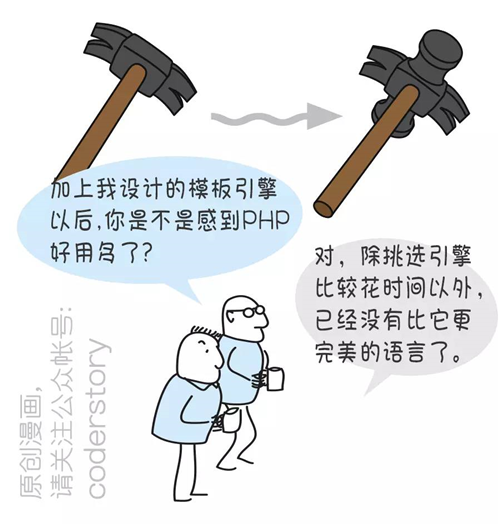 加上我设计的模板引擎
以后,你是不是感到PHP
好用多了?
对，除挑选引擎
比较花时间以外，
已经没有比它更
完美的语言了。
原创漫画，
请关注公众帐号:
coderstory